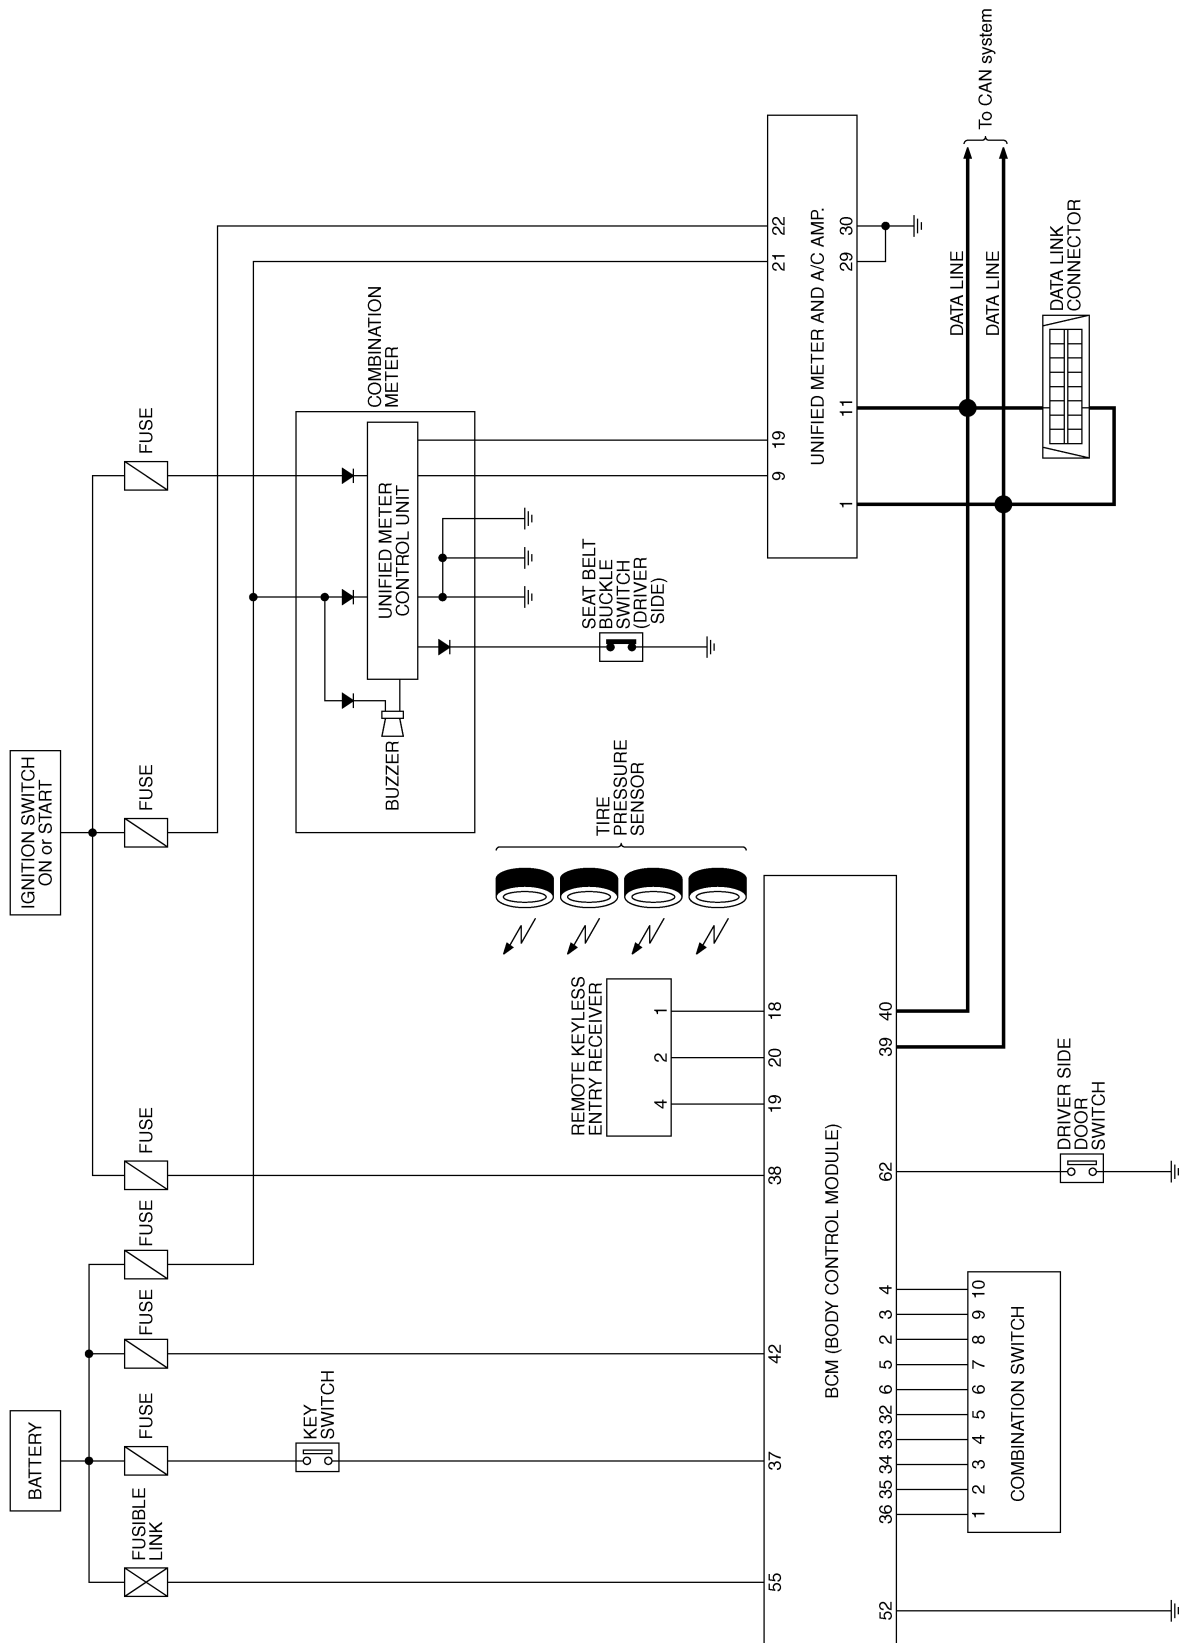 BATTERY
IGNITION SWITCH
ON or START
FUSIBLE
LINK
FUSE
FUSE
FUSE
FUSE
FUSE
FUSE
KEY
SWITCH
COMBINATION
METER
UNIFIED METER
CONTROL UNIT
BUZZER
SEAT BELT
BUCKLE
SWITCH
(DRIVER
SIDE)
TIRE
PRESSURE
SENSOR
REMOTE KEYLESS
ENTRY RECEIVER
4
2
1
55
37
42
38
19
20
18
BCM (BODY CONTROL MODULE)
52
36
35
34
33
32
6
5
2
3
4
62
39
40
1
2
3
4
5
6
7
8
9
10
COMBINATION SWITCH
DRIVER SIDE
DOOR
SWITCH
9
19
21
22
UNIFIED METER AND A/C AMP.
1
11
29
30
DATA LINE
DATA LINE
To CAN system
DATA LINK
CONNECTOR